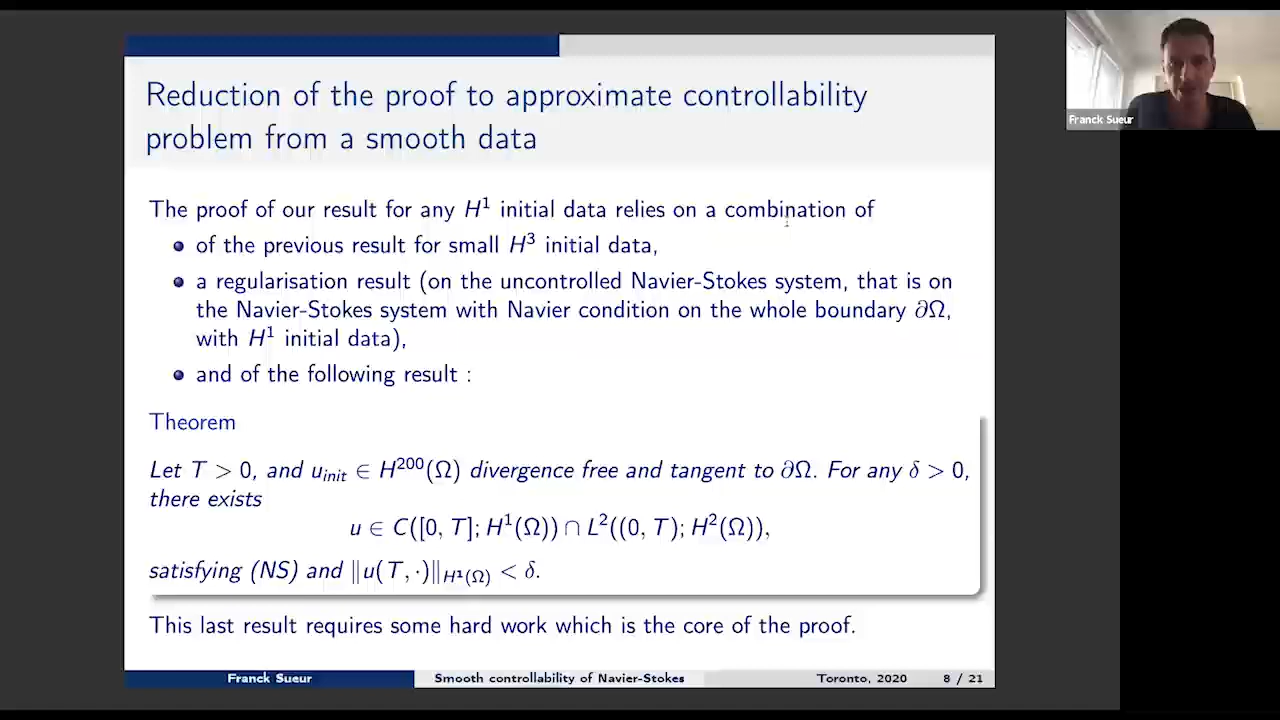 Reduction of the proof to approximate controllability
problem from a smooth data
The proof of our result for any H¹ initial data relies on a combination of
of the previous result for small H³ initial data,
a regularisation result (on the uncontrolled Navier-Stokes system, that is on
the Navier-Stokes system with Navier condition on the whole boundary ∂Ω,
with H¹ initial data),
and of the following result :
Theorem
Let T > 0, and u_init ∈ H²⁰⁰(Ω) divergence free and tangent to ∂Ω. For any δ > 0,
there exists
u ∈ C([0, T]; H¹(Ω)) ∩ L²((0, T); H²(Ω)),
satisfying (NS) and ‖u(T, ·)‖_H¹(Ω) < δ.
This last result requires some hard work which is the core of the proof.
Franck Sueur Smooth controllability of Navier-Stokes Toronto, 2020 8 / 21
Franck Sueur